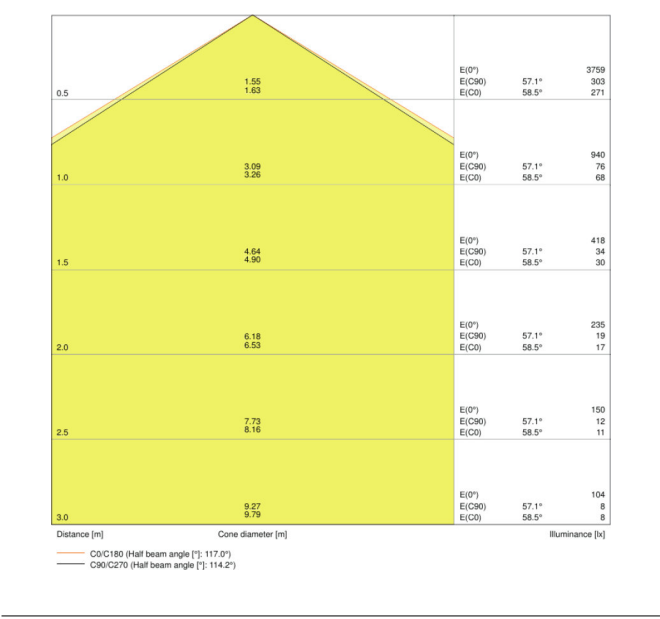 E(0°) 3759
1.55 E(C90) 57.1° 303
0.5 1.63 E(C0) 58.5° 271
E(0°) 940
3.09 E(C90) 57.1° 76
1.0 3.26 E(C0) 58.5° 68
E(0°) 418
4.64 E(C90) 57.1° 34
1.5 4.90 E(C0) 58.5° 30
E(0°) 235
6.18 E(C90) 57.1° 19
2.0 6.53 E(C0) 58.5° 17
E(0°) 150
7.73 E(C90) 57.1° 12
2.5 8.16 E(C0) 58.5° 11
E(0°) 104
9.27 E(C90) 57.1° 8
3.0 9.79 E(C0) 58.5° 8
Distance [m] Cone diameter [m] Illuminance [lx]
C0/C180 (Half beam angle [°]: 117.0°)
C90/C270 (Half beam angle [°]: 114.2°)